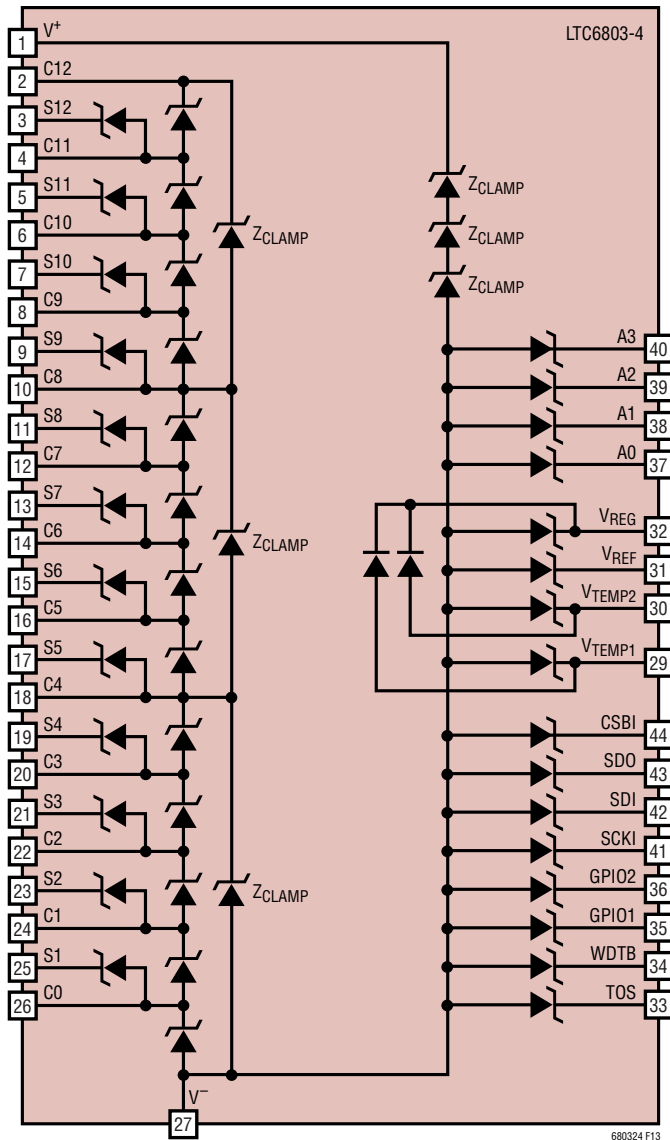 LTC6803-4
1 V+
2 C12
3 S12
4 C11
5 S11
6 C10
7 S10
8 C9
9 S9
10 C8
11 S8
12 C7
13 S7
14 C6
15 S6
16 C5
17 S5
18 C4
19 S4
20 C3
21 S3
22 C2
23 S2
24 C1
25 S1
26 C0
V−
27
ZCLAMP
ZCLAMP
ZCLAMP
ZCLAMP
ZCLAMP
ZCLAMP
A3 40
A2 39
A1 38
A0 37
VREG 32
VREF 31
VTEMP2 30
VTEMP1 29
CSBI 44
SDO 43
SDI 42
SCKI 41
GPIO2 36
GPIO1 35
WDTB 34
TOS 33
680324 F13